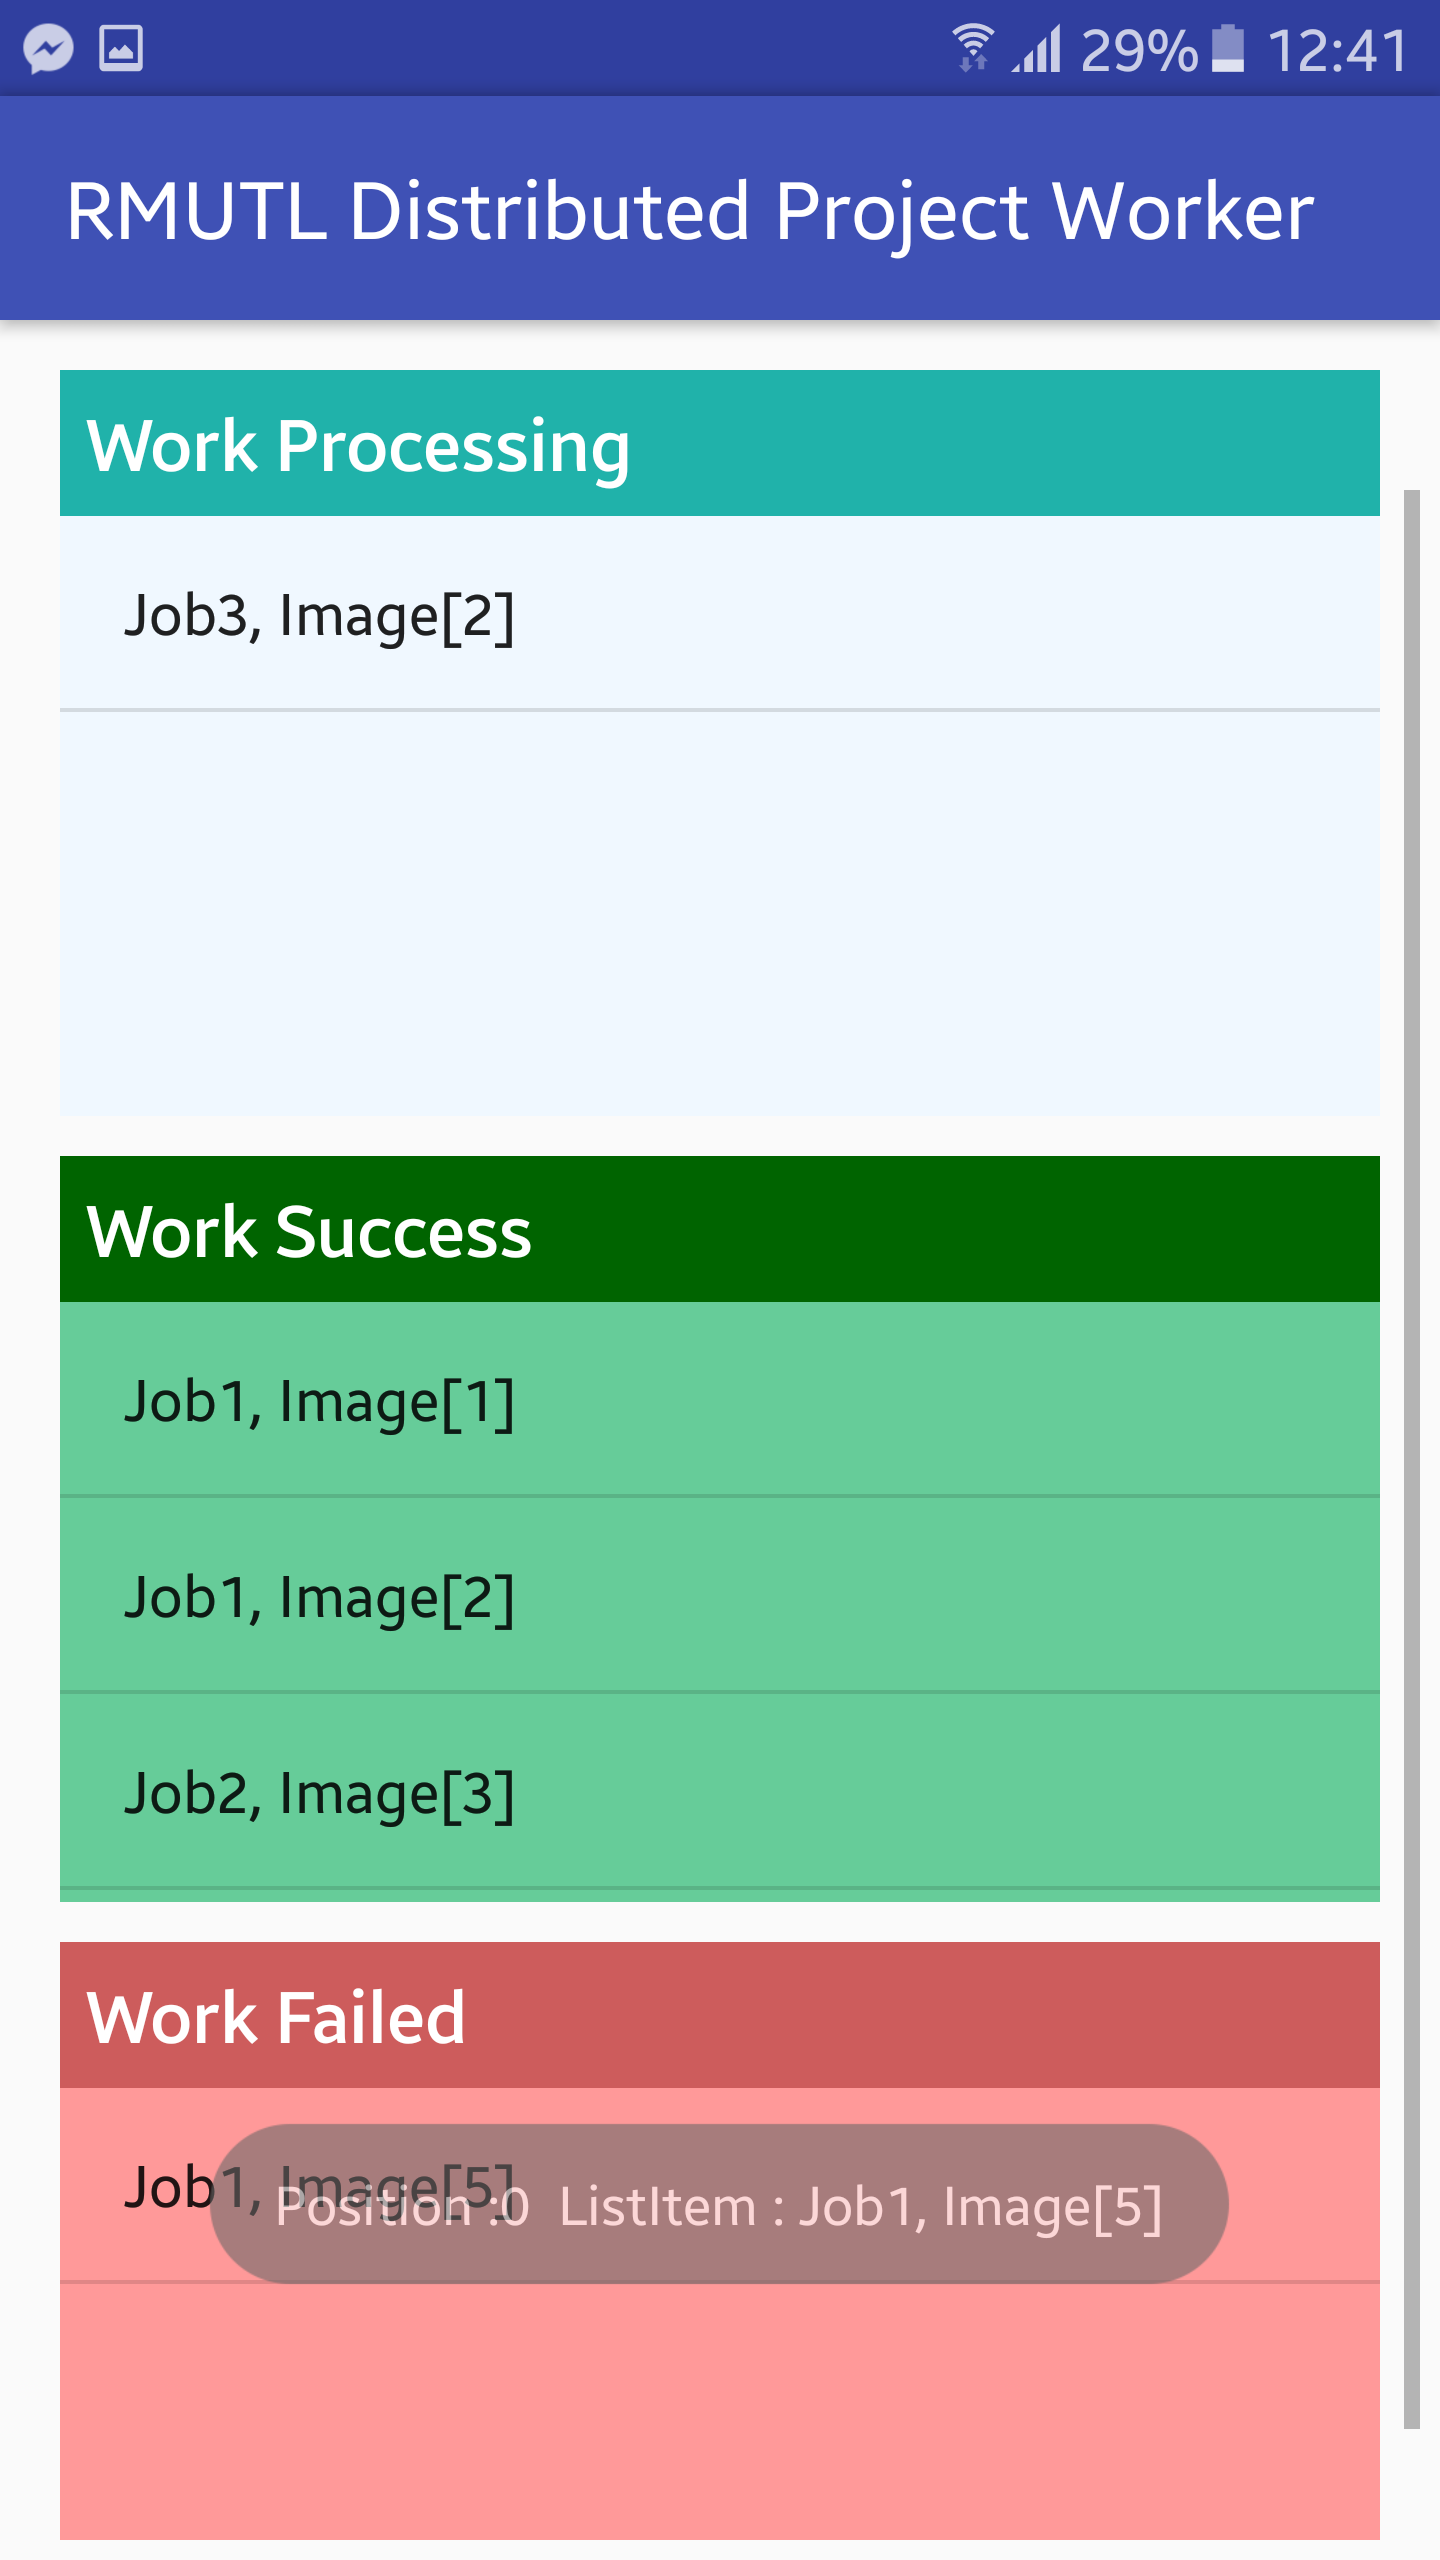 29% 12:41
RMUTL Distributed Project Worker
Work Processing
Job3, Image[2]
Work Success
Job1, Image[1]
Job1, Image[2]
Job2, Image[3]
Work Failed
Job1, Image[5]
Position :0  ListItem : Job1, Image[5]